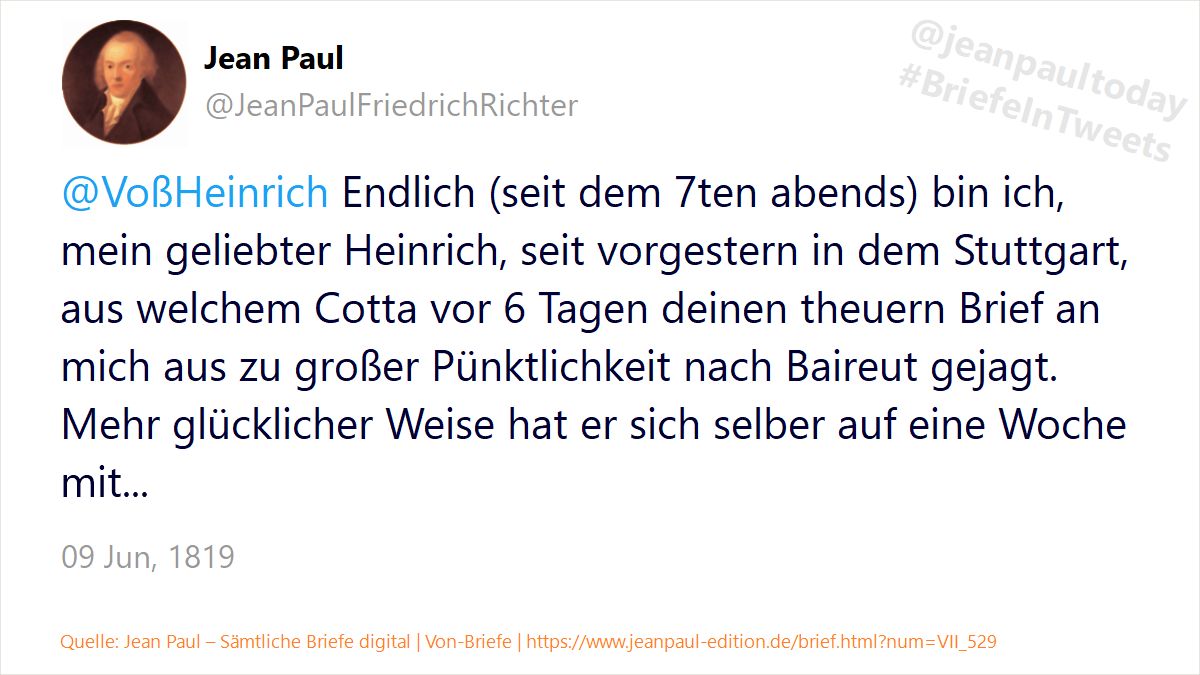 Jean Paul
@JeanPaulFriedrichRichter
@jeanpaultoday
#BriefeInTweets
@VoßHeinrich Endlich (seit dem 7ten abends) bin ich,
mein geliebter Heinrich, seit vorgestern in dem Stuttgart,
aus welchem Cotta vor 6 Tagen deinen theuern Brief an
mich aus zu großer Pünktlichkeit nach Baireut gejagt.
Mehr glücklicher Weise hat er sich selber auf eine Woche
mit...
09 Jun, 1819
Quelle: Jean Paul – Sämtliche Briefe digital | Von-Briefe | https://www.jeanpaul-edition.de/brief.html?num=VII_529